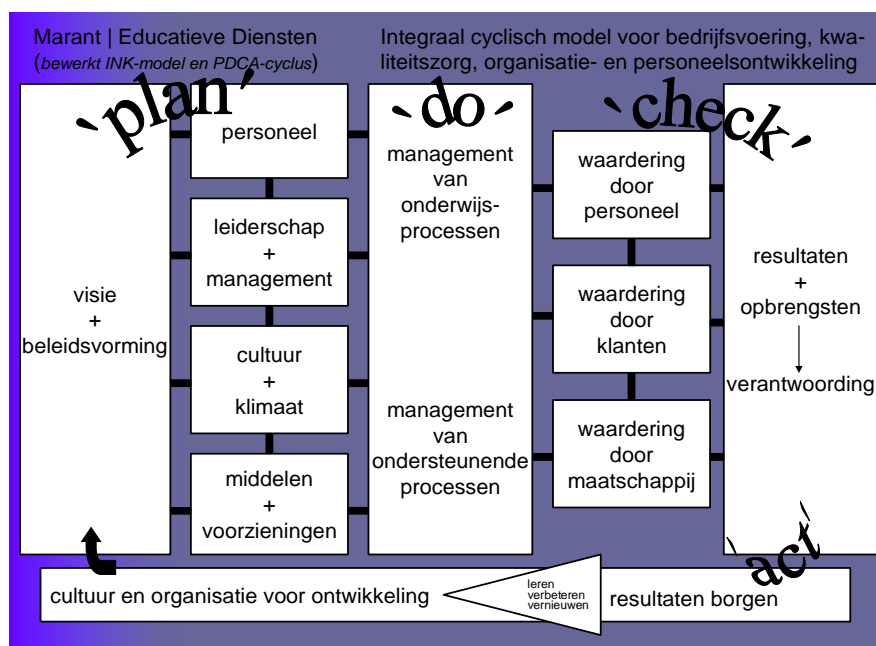 Marant | Educatieve Diensten
(bewerkt INK-model en PDCA-cyclus)
Integraal cyclisch model voor bedrijfsvoering, kwa-
liteitszorg, organisatie- en personeelsontwikkeling
`plan´
visie
+
beleidsvorming
personeel
leiderschap
+
management
cultuur
+
klimaat
middelen
+
voorzieningen
`do´
management
van
onderwijs-
processen
management
van
ondersteunende
processen
`check´
waardering
door
personeel
waardering
door
klanten
waardering
door
maatschappij
resultaten
+
opbrengsten
verantwoording
`act´
cultuur en organisatie voor ontwikkeling
leren
verbeteren
vernieuwen
resultaten borgen